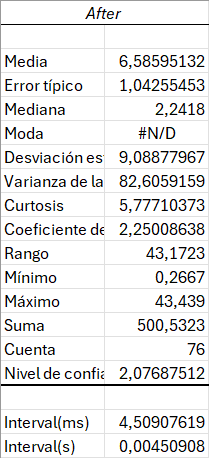 After
Media 6,58595132
Error típico 1,04255453
Mediana 2,2418
Moda #N/D
Desviación es 9,08877967
Varianza de la 82,6059159
Curtosis 5,77710373
Coeficiente de 2,25008638
Rango 43,1723
Mínimo 0,2667
Máximo 43,439
Suma 500,5323
Cuenta 76
Nivel de confia 2,07687512
Interval(ms) 4,50907619
Interval(s) 0,00450908